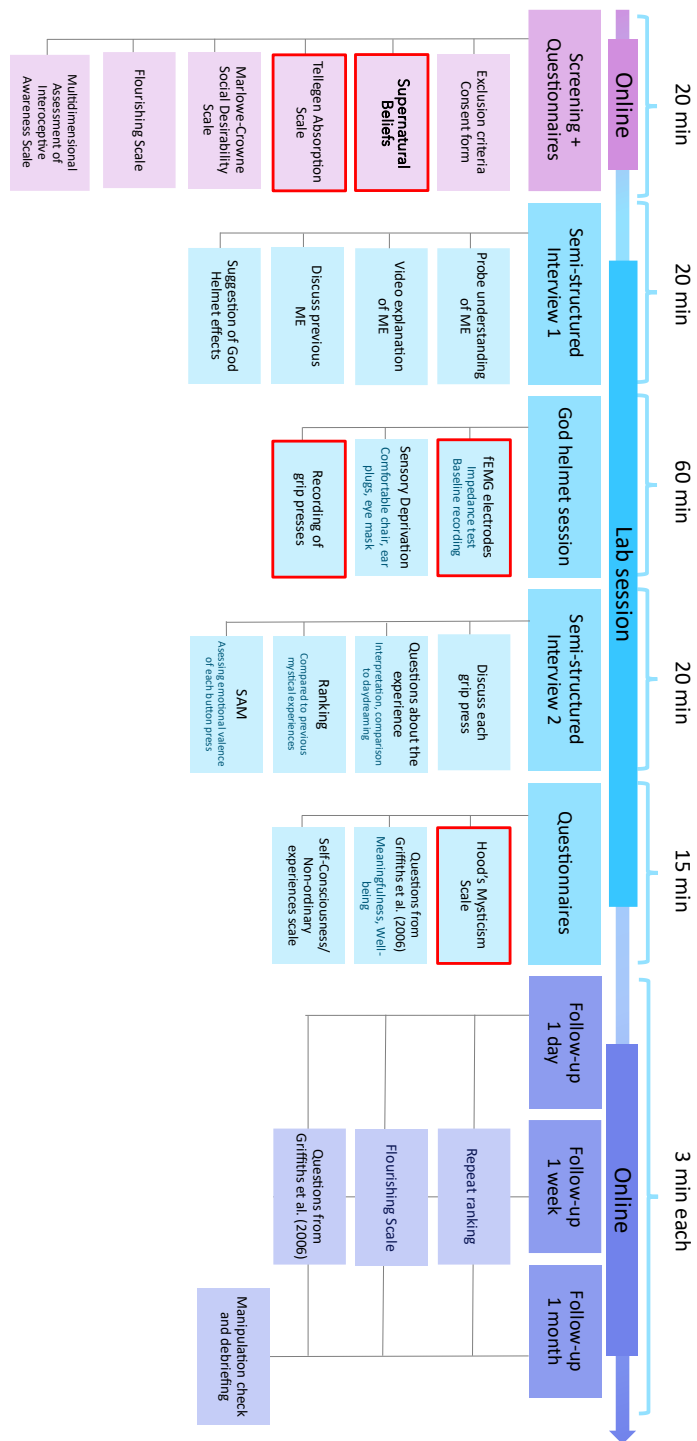 20 min
20 min
60 min
20 min
15 min
3 min each
Online
Lab session
Online
Screening +
Questionnaires
Exclusion criteria
Consent form
Supernatural
Beliefs
Tellegen Absorption
Scale
Marlowe-Crowne
Social Desirability
Scale
Flourishing Scale
Multidimensional
Assessment of
Interoceptive
Awareness Scale
Semi-structured
Interview 1
Probe understanding
of ME
Video explanation
of ME
Discuss previous
ME
Suggestion of God
Helmet effects
God helmet session
fEMG electrodes
Impedance test
Baseline recording
Sensory Deprivation
Comfortable chair, ear
plugs, eye mask
Recording of
grip presses
Semi-structured
Interview 2
Discuss each
grip press
Questions about the
experience
Interpretation, comparison
to daydreaming
Ranking
Compared to previous
mystical experiences
SAM
Asessing emotional valence
of each button press
Questionnaires
Hood's Mysticism
Scale
Questions from
Griffiths et al. (2006)
Meaningfulness, Well-
being
Self-Consciousness/
Non-ordinary
experiences scale
Follow-up
1 day
Follow-up
1 week
Follow-up
1 month
Repeat ranking
Flourishing Scale
Questions from
Griffiths et al. (2006)
Manipulation check
and debriefing